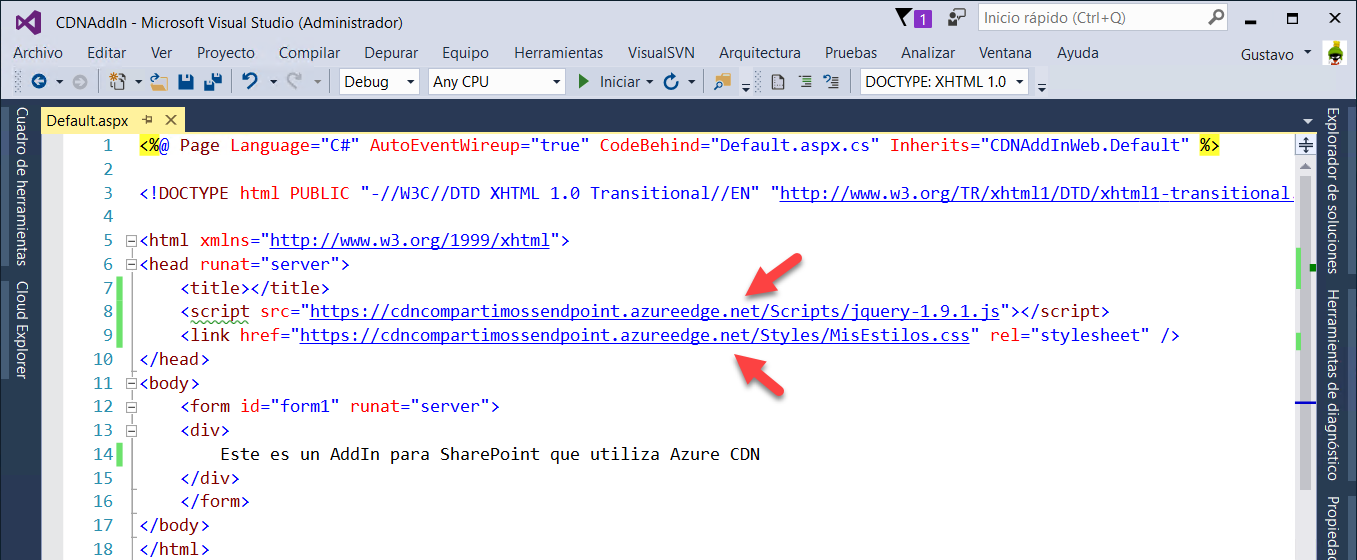 CDNAddIn - Microsoft Visual Studio (Administrador)
1
Inicio rápido (Ctrl+Q)
Archivo Editar Ver Proyecto Compilar Depurar Equipo Herramientas VisualSVN Arquitectura Pruebas Analizar Ventana Ayuda
Gustavo
Debug Any CPU Iniciar DOCTYPE: XHTML 1.0
Cuadro de herramientas
Cloud Explorer
Default.aspx
1 <%@ Page Language="C#" AutoEventWireup="true" CodeBehind="Default.aspx.cs" Inherits="CDNAddInWeb.Default" %>
2
3 <!DOCTYPE html PUBLIC "-//W3C//DTD XHTML 1.0 Transitional//EN" "http://www.w3.org/TR/xhtml1/DTD/xhtml1-transitional.
4
5 <html xmlns="http://www.w3.org/1999/xhtml">
6 <head runat="server">
7 <title></title>
8 <script src="https://cdncompartimossendpoint.azureedge.net/Scripts/jquery-1.9.1.js"></script>
9 <link href="https://cdncompartimossendpoint.azureedge.net/Styles/MisEstilos.css" rel="stylesheet" />
10 </head>
11 <body>
12 <form id="form1" runat="server">
13 <div>
14 Este es un AddIn para SharePoint que utiliza Azure CDN
15 </div>
16 </form>
17 </body>
18 </html>
Explorador de soluciones
Herramientas de diagnóstico
Propiedad